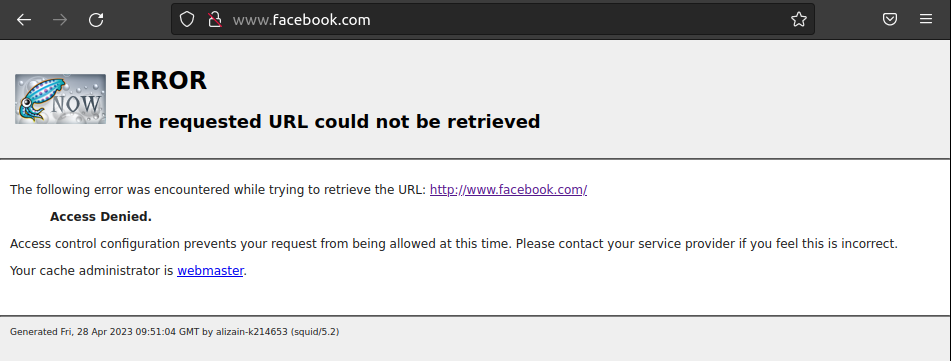 www.facebook.com
NOW
ERROR
The requested URL could not be retrieved
The following error was encountered while trying to retrieve the URL: http://www.facebook.com/
Access Denied.
Access control configuration prevents your request from being allowed at this time. Please contact your service provider if you feel this is incorrect.
Your cache administrator is webmaster.
Generated Fri, 28 Apr 2023 09:51:04 GMT by alizain-k214653 (squid/5.2)